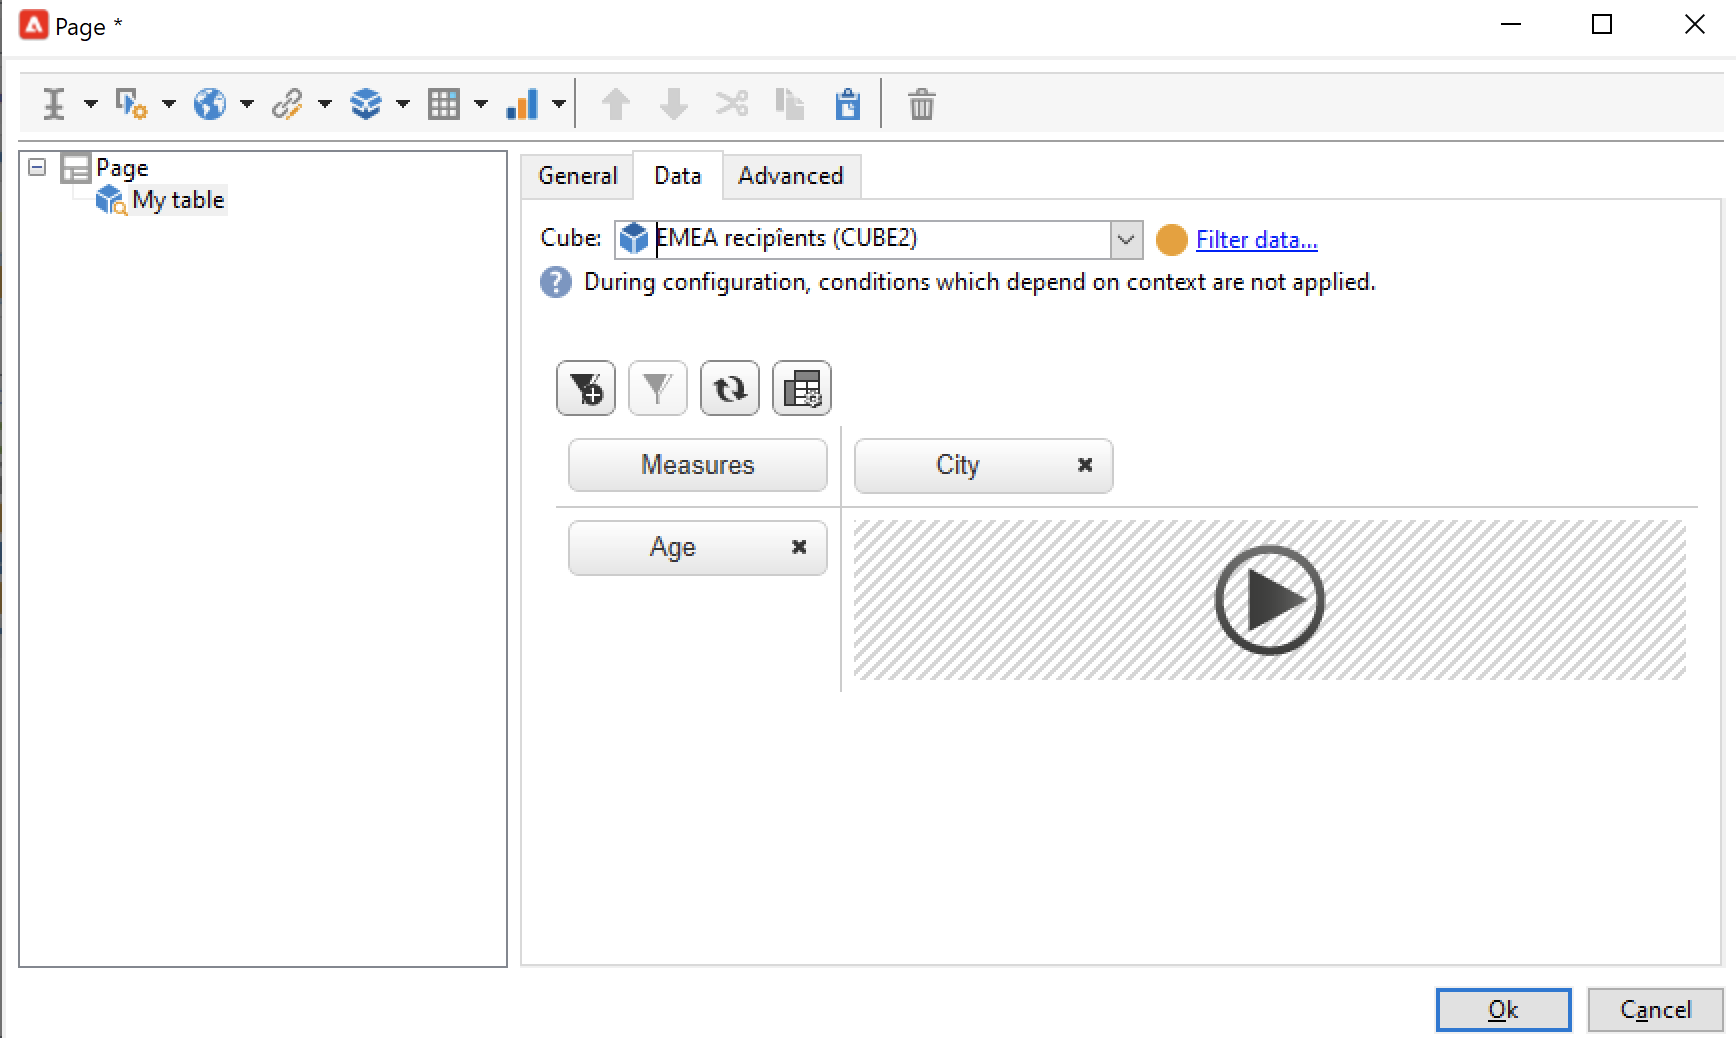 Page *
Page
My table
General Data Advanced
Cube: EMEA recipients (CUBE2) Filter data...
? During configuration, conditions which depend on context are not applied.
Measures City
Age
Ok Cancel